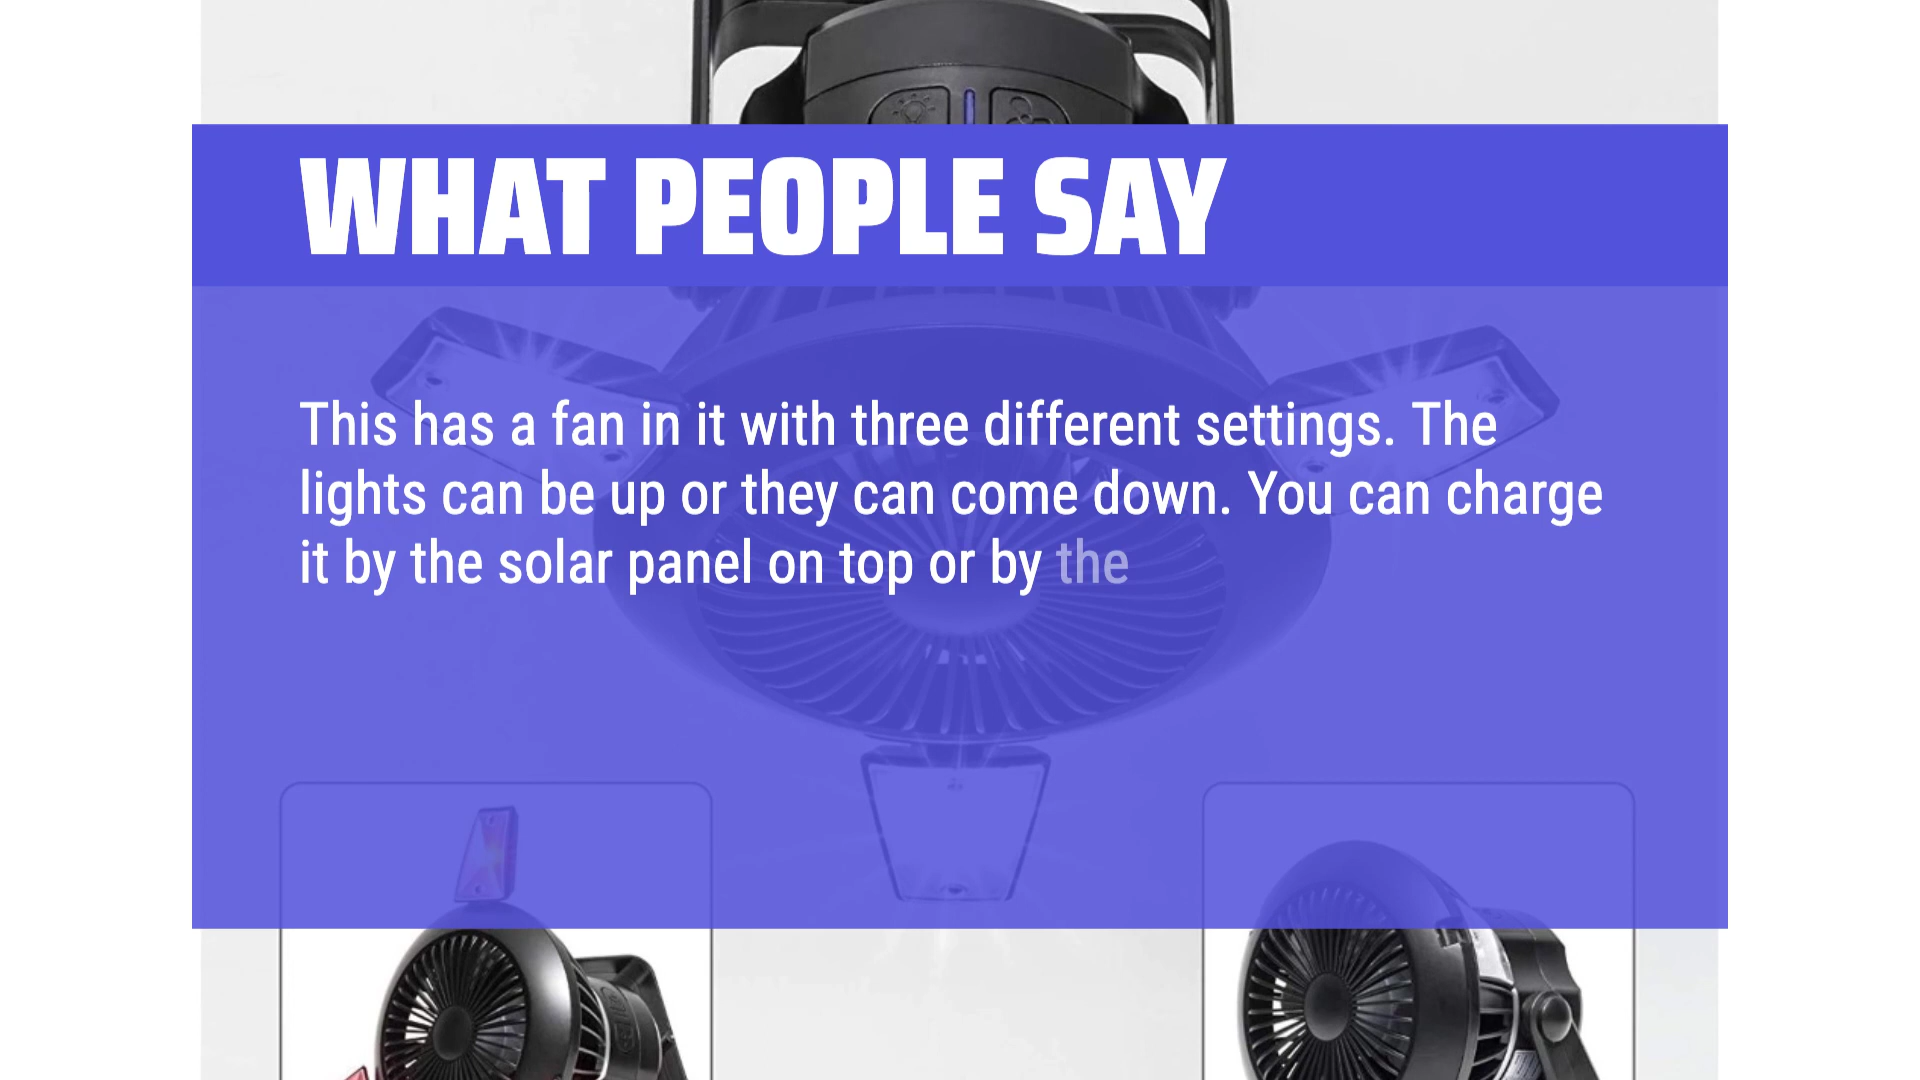 WHAT PEOPLE SAY
This has a fan in it with three different settings. The
lights can be up or they can come down. You can charge
it by the solar panel on top or by the